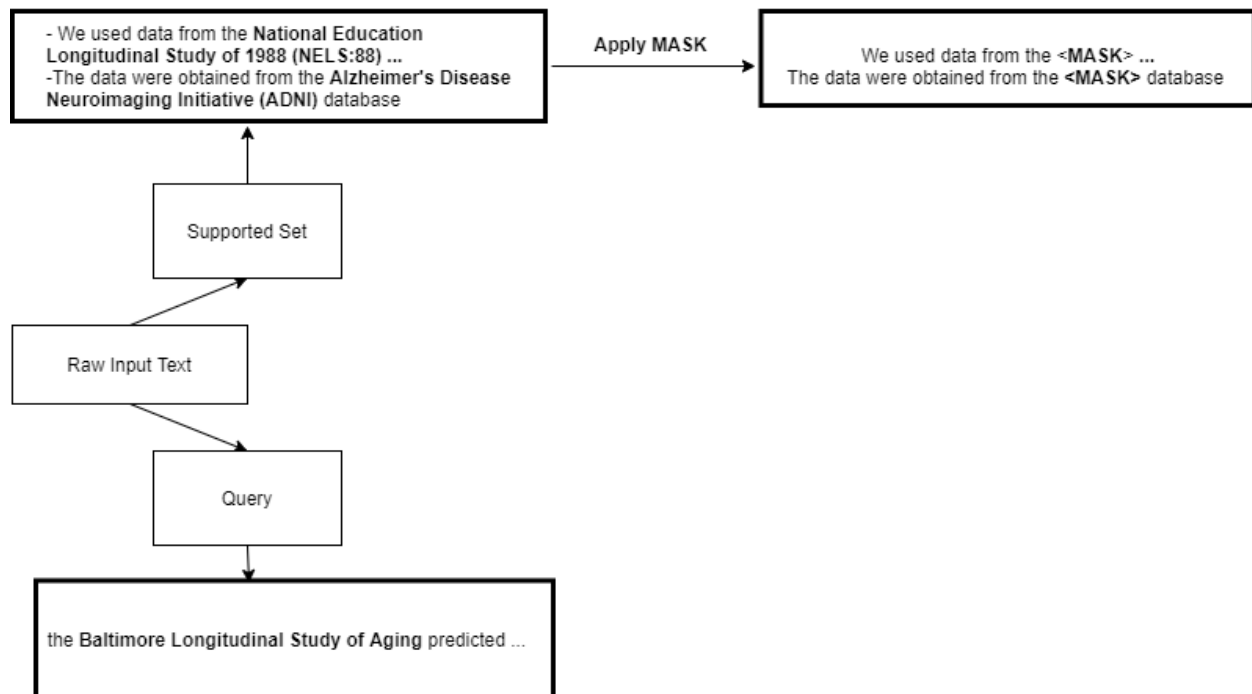 - We used data from the National Education
Longitudinal Study of 1988 (NELS:88) ...
-The data were obtained from the Alzheimer's Disease
Neuroimaging Initiative (ADNI) database
Apply MASK
We used data from the <MASK> ...
The data were obtained from the <MASK> database
Supported Set
Raw Input Text
Query
the Baltimore Longitudinal Study of Aging predicted ...